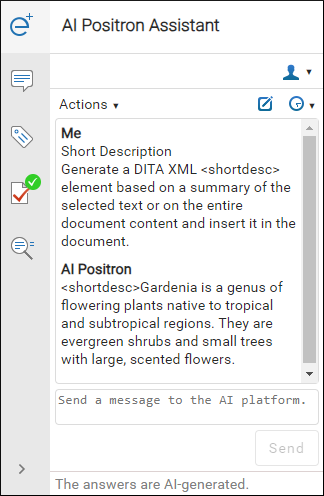 AI Positron Assistant
Actions
Me
Short Description
Generate a DITA XML <shortdesc>
element based on a summary of the
selected text or on the entire
document content and insert it in the
document.
AI Positron
<shortdesc>Gardenia is a genus of
flowering plants native to tropical
and subtropical regions. They are
evergreen shrubs and small trees
with large, scented flowers.
Send a message to the AI platform.
Send
The answers are AI-generated.